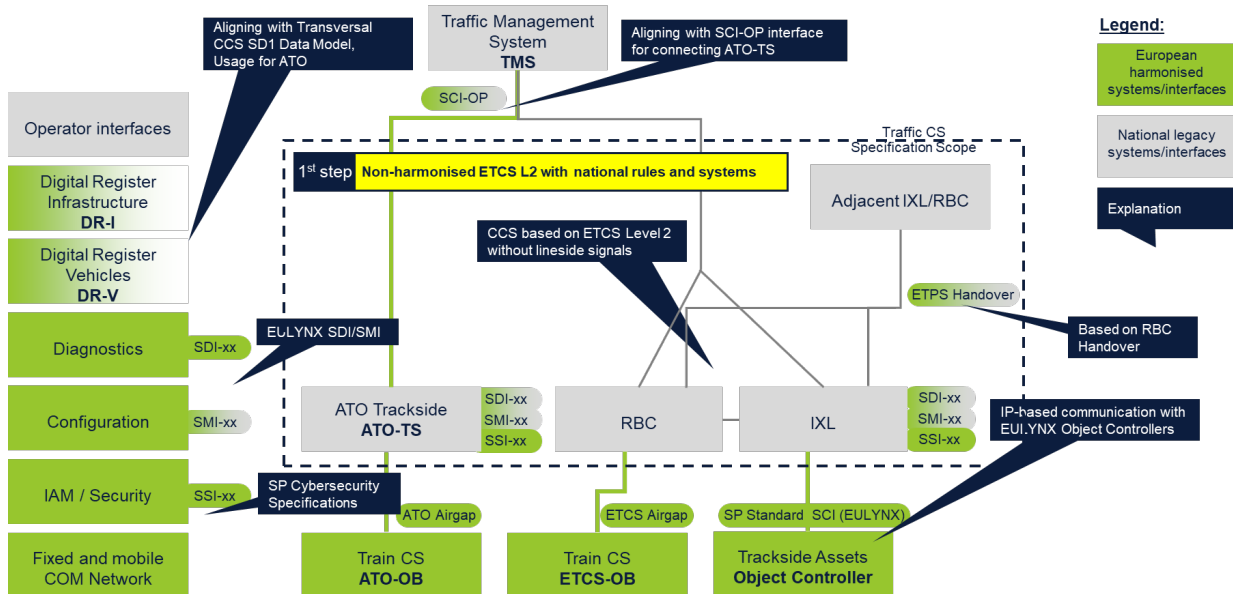 Aligning with Transversal
CCS SD1 Data Model,
Usage for ATO
Traffic Management
System
TMS
Aligning with SCI-OP interface
for connecting ATO-TS
Legend:
European
harmonised
systems/interfaces
National legacy
systems/interfaces
Explanation
SCI-OP
Operator interfaces
Digital Register
Infrastructure
DR-I
Digital Register
Vehicles
DR-V
Diagnostics
SDI-xx
Configuration
SMI-xx
IAM / Security
SSI-xx
Fixed and mobile
COM Network
Traffic CS
Specification Scope
1st step
Non-harmonised ETCS L2 with national rules and systems
Adjacent IXL/RBC
CCS based on ETCS Level 2
without lineside signals
ETPS Handover
Based on RBC
Handover
EULYNX SDI/SMI
ATO Trackside
ATO-TS
SDI-xx
SMI-xx
SSI-xx
RBC
IXL
SDI-xx
SMI-xx
SSI-xx
IP-based communication with
EULYNX Object Controllers
SP Cybersecurity
Specifications
ATO Airgap
ETCS Airgap
SP Standard SCI (EULYNX)
Train CS
ATO-OB
Train CS
ETCS-OB
Trackside Assets
Object Controller